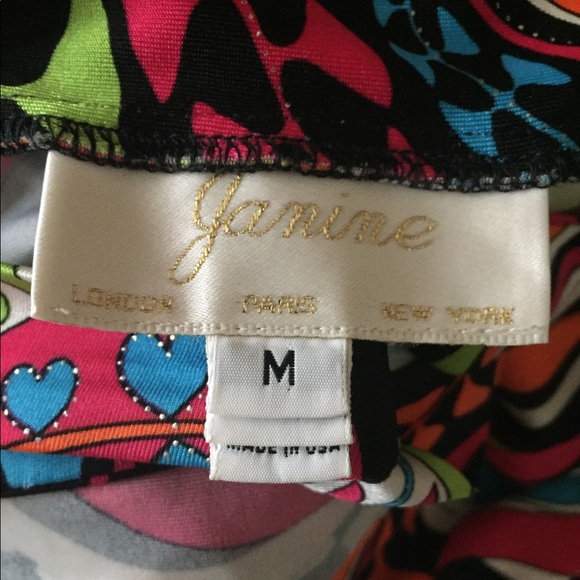 Janine
LONDON PARIS NEW YORK
M
MADE IN USA